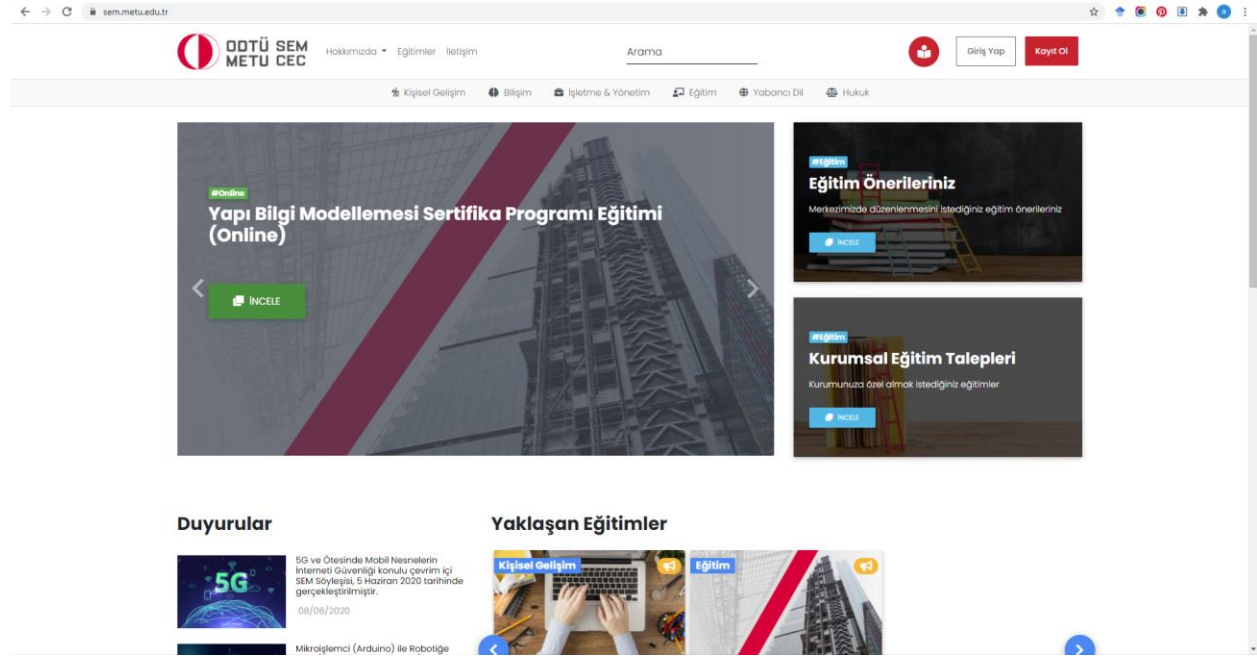 sem.metu.edu.tr
ODTÜ SEM
METU CEC
Hakkımızda Eğitimler İletişim
Arama
Giriş Yap
Kayıt Ol
Kişisel Gelişim Bilişim İşletme & Yönetim Eğitim Yabancı Dil Hukuk
#Online
Yapı Bilgi Modellemesi Sertifika Programı Eğitimi
(Online)
İNCELE
#Eğitim
Eğitim Önerileriniz
Merkezimizde düzenlenmesini istediğiniz eğitim önerileriniz
İNCELE
#Eğitim
Kurumsal Eğitim Talepleri
Kurumunuza özel almak istediğiniz eğitimler
İNCELE
Duyurular
5G
5G ve Ötesinde Mobil Nesnelerin
İnterneti Güvenliği konulu çevrim içi
SEM Söyleşisi, 5 Haziran 2020 tarihinde
gerçekleştirilmiştir.
08/06/2020
Mikroişlemci (Arduino) ile Robotiğe
Yaklaşan Eğitimler
Kişisel Gelişim
Eğitim